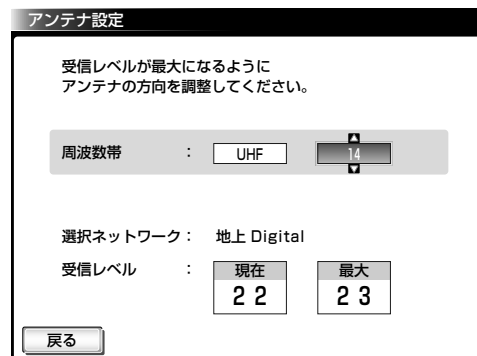 アンテナ設定
受信レベルが最大になるように
アンテナの方向を調整してください。
周波数帯 : UHF 14
選択ネットワーク: 地上 Digital
受信レベル : 現在 最大
22 23
戻る